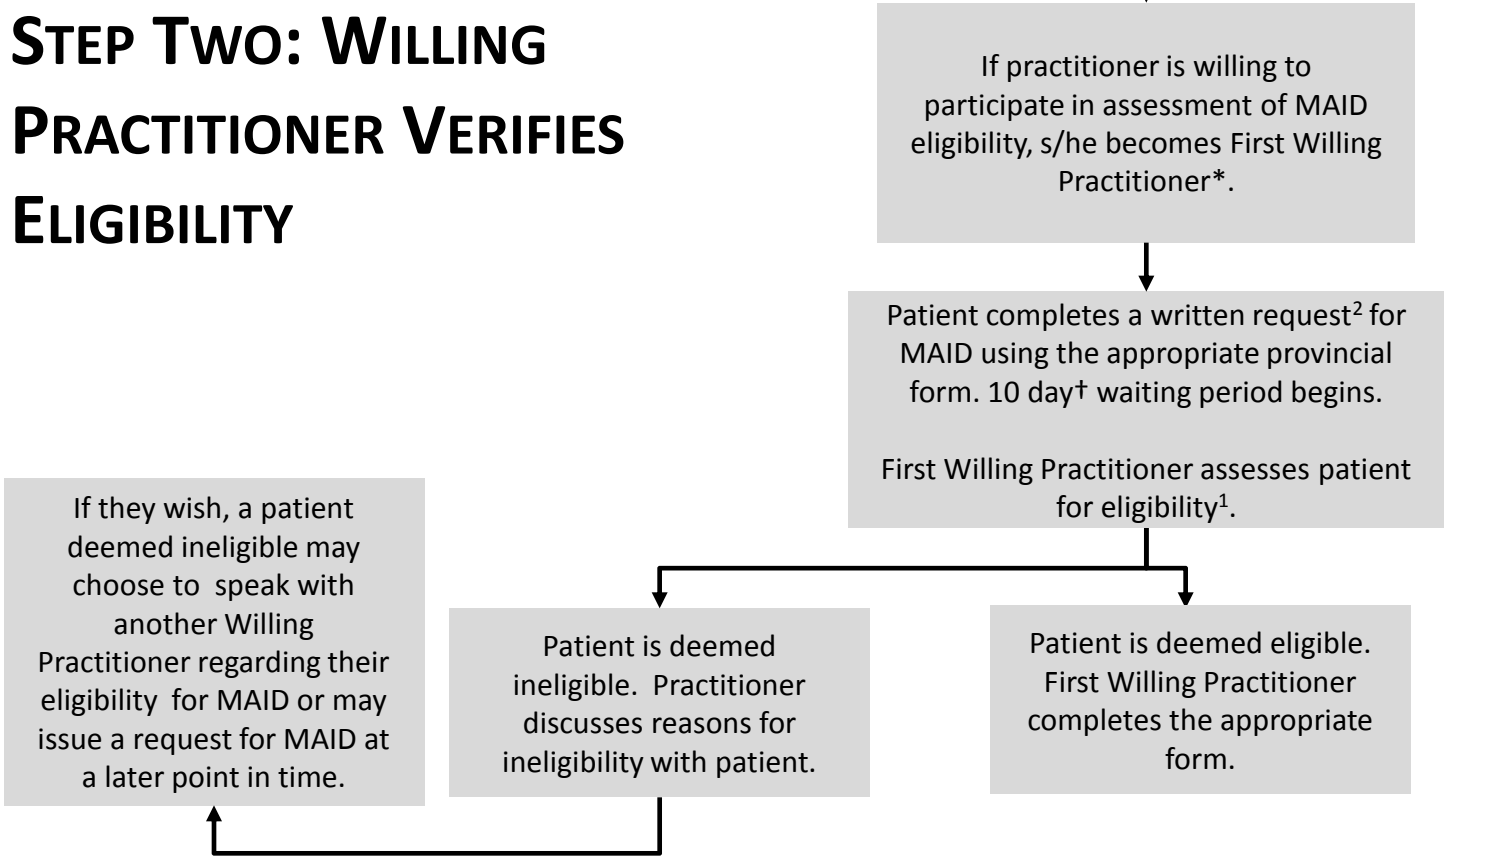 STEP TWO: WILLING
PRACTITIONER VERIFIES
ELIGIBILITY
If practitioner is willing to
participate in assessment of MAID
eligibility, s/he becomes First Willing
Practitioner*.
Patient completes a written request² for
MAID using the appropriate provincial
form. 10 day† waiting period begins.
First Willing Practitioner assesses patient
for eligibility¹.
If they wish, a patient
deemed ineligible may
choose to  speak with
another Willing
Practitioner regarding their
eligibility  for MAID or may
issue a request for MAID at
a later point in time.
Patient is deemed
ineligible.  Practitioner
discusses reasons for
ineligibility with patient.
Patient is deemed eligible.
First Willing Practitioner
completes the appropriate
form.